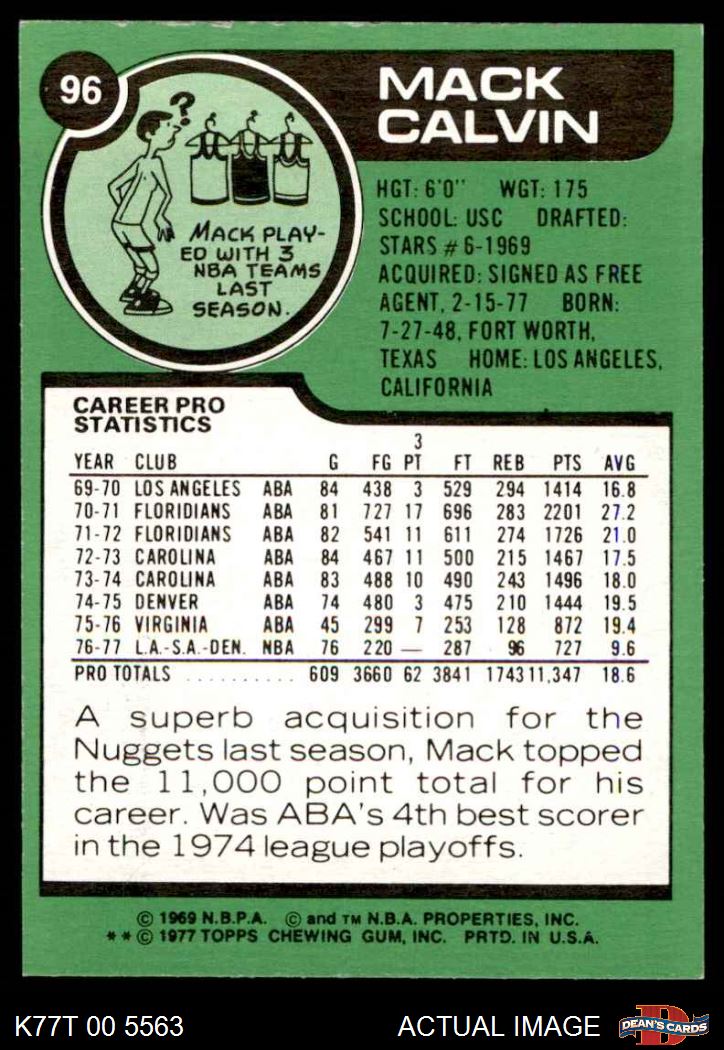 96
MACK
CALVIN
?
MACK PLAY-
ED WITH 3
NBA TEAMS
LAST
SEASON.
HGT: 6'0" WGT: 175
SCHOOL: USC DRAFTED:
STARS #6-1969
ACQUIRED: SIGNED AS FREE
AGENT, 2-15-77 BORN:
7-27-48, FORT WORTH,
TEXAS HOME: LOS ANGELES,
CALIFORNIA
CAREER PRO
STATISTICS
3
YEAR CLUB G FG PT FT REB PTS AVG
69-70 LOS ANGELES ABA 84 438 3 529 294 1414 16.8
70-71 FLORIDIANS ABA 81 727 17 696 283 2201 27.2
71-72 FLORIDIANS ABA 82 541 11 611 274 1726 21.0
72-73 CAROLINA ABA 84 467 11 500 215 1467 17.5
73-74 CAROLINA ABA 83 488 10 490 243 1496 18.0
74-75 DENVER ABA 74 480 3 475 210 1444 19.5
75-76 VIRGINIA ABA 45 299 7 253 128 872 19.4
76-77 L.A.-S.A.-DEN. NBA 76 220 — 287 96 727 9.6
PRO TOTALS . . . . . . . . . . 609 3660 62 3841 1743 11,347 18.6
A superb acquisition for the
Nuggets last season, Mack topped
the 11,000 point total for his
career. Was ABA's 4th best scorer
in the 1974 league playoffs.
© 1969 N.B.P.A. © and TM N.B.A. PROPERTIES, INC.
**© 1977 TOPPS CHEWING GUM, INC. PRTD. IN U.S.A.
K77T 00 5563 ACTUAL IMAGE
D
DEAN'S CARDS